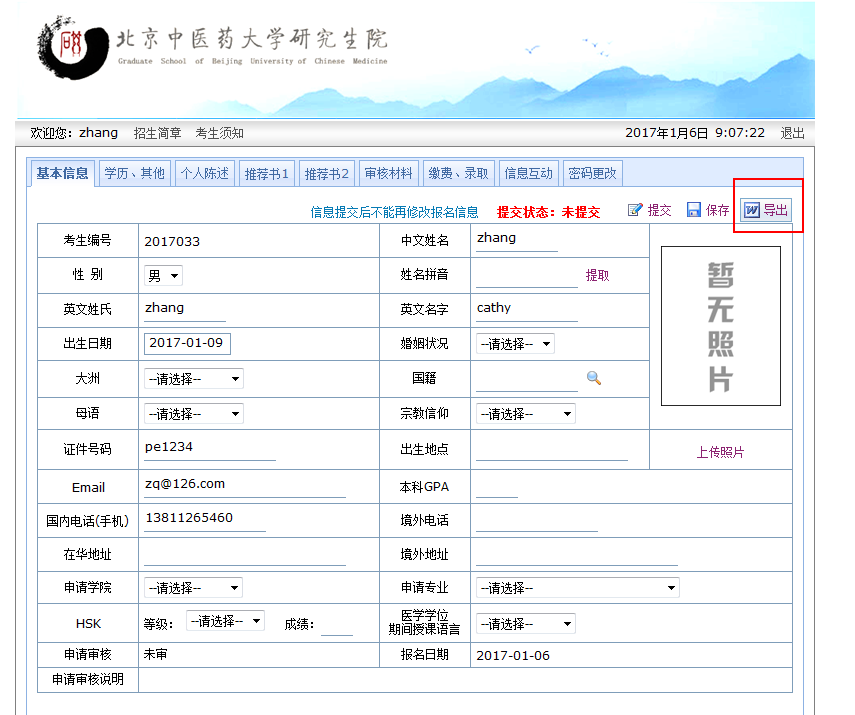 北京中医药大学研究生院
Graduate School of Beijing University of Chinese Medicine
欢迎您: zhang 招生简章 考生须知 2017年1月6日 9:07:22 退出
基本信息 学历、其他 个人陈述 推荐书1 推荐书2 审核材料 缴费、录取 信息互动 密码更改
信息提交后不能再修改报名信息 提交状态: 未提交 提交 保存 导出
考生编号 2017033 中文姓名 zhang
性 别 男 姓名拼音 提取
英文姓氏 zhang 英文名字 cathy
暂无照片
出生日期 2017-01-09 婚姻状况 --请选择--
大洲 --请选择-- 国籍
母语 --请选择-- 宗教信仰 --请选择--
证件号码 pe1234 出生地点 上传照片
Email zq@126.com 本科GPA
国内电话(手机) 13811265460 境外电话
在华地址 境外地址
申请学院 --请选择-- 申请专业 --请选择--
HSK 等级: --请选择-- 成绩: 医学学位
期间授课语言 --请选择--
申请审核 未审 报名日期 2017-01-06
申请审核说明